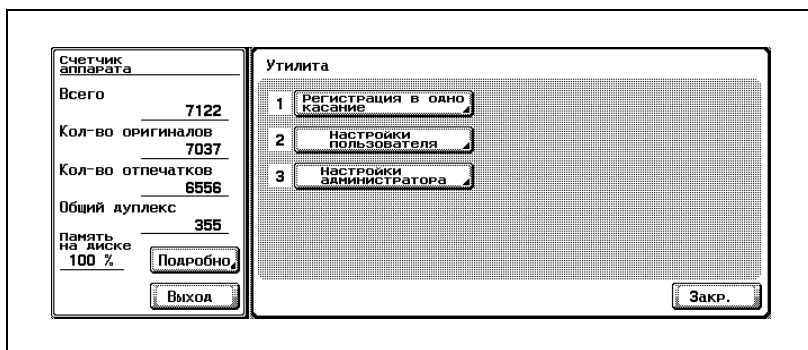 Счетчик
аппарата
Всего
7122
Кол-во оригиналов
7037
Кол-во отпечатков
6556
Общий дуплекс
355
Память
на диске
100 %
Подробно
Выход
Утилита
1 Регистрация в одно
касание
2 Настройки
пользователя
3 Настройки
администратора
Закр.